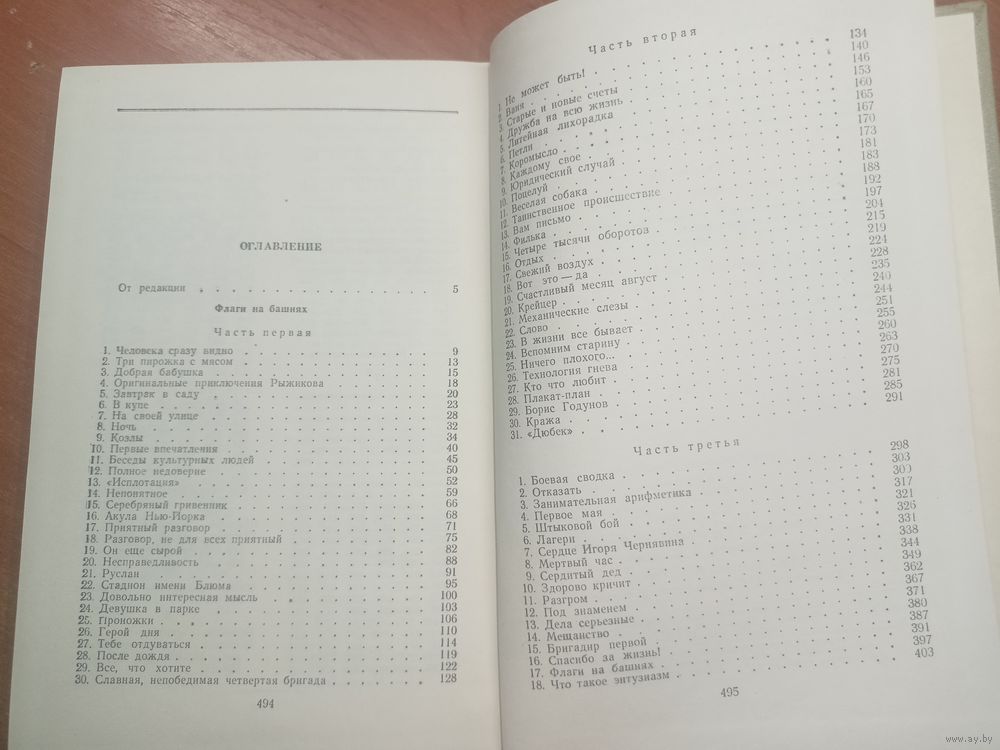 ОГЛАВЛЕНИЕ
От редакции . . . . . . . . . . . . . . . 5
Флаги на башнях
Часть первая
1. Человека сразу видно . . . . . . . . . . 9
2. Три пирожка с мясом . . . . . . . . . . 13
3. Добрая бабушка . . . . . . . . . . 15
4. Оригинальные приключения Рыжикова . . . . . . 18
5. Завтрак в саду . . . . . . . . . . 20
6. В купе . . . . . . . . . . 23
7. На своей улице . . . . . . . . . . 28
8. Ночь . . . . . . . . . . 32
9. Козлы . . . . . . . . . . 34
10. Первые впечатления . . . . . . . . . . 40
11. Беседы культурных людей . . . . . . . . . . 45
12. Полное недоверие . . . . . . . . . . 50
13. «Исплотация» . . . . . . . . . . 52
14. Непонятное . . . . . . . . . . 59
15. Серебряный гривенник . . . . . . . . . . 66
16. Акула Нью-Йорка . . . . . . . . . . 68
17. Приятный разговор . . . . . . . . . . 71
18. Разговор, не для всех приятный . . . . . . . . 75
19. Он еще сырой . . . . . . . . . . 82
20. Несправедливость . . . . . . . . . . 88
21. Руслан . . . . . . . . . . 91
22. Стадион имени Блюма . . . . . . . . . . 95
23. Довольно интересная мысль . . . . . . . . . . 100
24. Девушка в парке . . . . . . . . . . 103
25. Проножки . . . . . . . . . . 106
26. Герой дня . . . . . . . . . . 110
27. Тебе отдуваться . . . . . . . . . . 114
28. После дождя . . . . . . . . . . 119
29. Все, что хотите . . . . . . . . . . 122
30. Славная, непобедимая четвертая бригада . . . . . . 128
494
Часть вторая
1. Не может быть! . . . . . . . . . . 134
2. Ваня . . . . . . . . . . 140
3. Старые и новые счеты . . . . . . . . . . 146
4. Дружба на всю жизнь . . . . . . . . . . 153
5. Литейная лихорадка . . . . . . . . . . 160
6. Петли . . . . . . . . . . 165
7. Коромысло . . . . . . . . . . 167
8. Каждому свое . . . . . . . . . . 170
9. Юридический случай . . . . . . . . . . 173
10. Поцелуй . . . . . . . . . . 181
11. Веселая собака . . . . . . . . . . 183
12. Таинственное происшествие . . . . . . . . . . 188
13. Вам письмо . . . . . . . . . . 192
14. Филька . . . . . . . . . . 197
15. Четыре тысячи оборотов . . . . . . . . . . 204
16. Отдых . . . . . . . . . . 215
17. Свежий воздух . . . . . . . . . . 219
18. Вот это — да . . . . . . . . . . 224
19. Счастливый месяц август . . . . . . . . . . 228
20. Крейцер . . . . . . . . . . 235
21. Механические слезы . . . . . . . . . . 240
22. Слово . . . . . . . . . . 244
23. В жизни все бывает . . . . . . . . . . 251
24. Вспомним старину . . . . . . . . . . 255
25. Ничего плохого... . . . . . . . . . . 260
26. Технология гнева . . . . . . . . . . 263
27. Кто что любит . . . . . . . . . . 270
28. Плакат-план . . . . . . . . . . 275
29. Борис Годунов . . . . . . . . . . 281
30. Кража . . . . . . . . . . 285
31. «Дюбек» . . . . . . . . . . 291
Часть третья
1. Боевая сводка . . . . . . . . . . 298
2. Отказать . . . . . . . . . . 303
3. Занимательная арифметика . . . . . . . . . . 309
4. Первое мая . . . . . . . . . . 317
5. Штыковой бой . . . . . . . . . . 321
6. Лагери . . . . . . . . . . 326
7. Сердце Игоря Чернявина . . . . . . . . . . 331
8. Мертвый час . . . . . . . . . . 338
9. Сердитый дед . . . . . . . . . . 344
10. Здорово кричит . . . . . . . . . . 349
11. Разгром . . . . . . . . . . 362
12. Под знаменем . . . . . . . . . . 367
13. Дела серьезные . . . . . . . . . . 371
14. Мещанство . . . . . . . . . . 380
15. Бригадир первой . . . . . . . . . . 387
16. Спасибо за жизнь! . . . . . . . . . . 391
17. Флаги на башнях . . . . . . . . . . 397
18. Что такое энтузиазм . . . . . . . . . . 403
495
www.ay.by